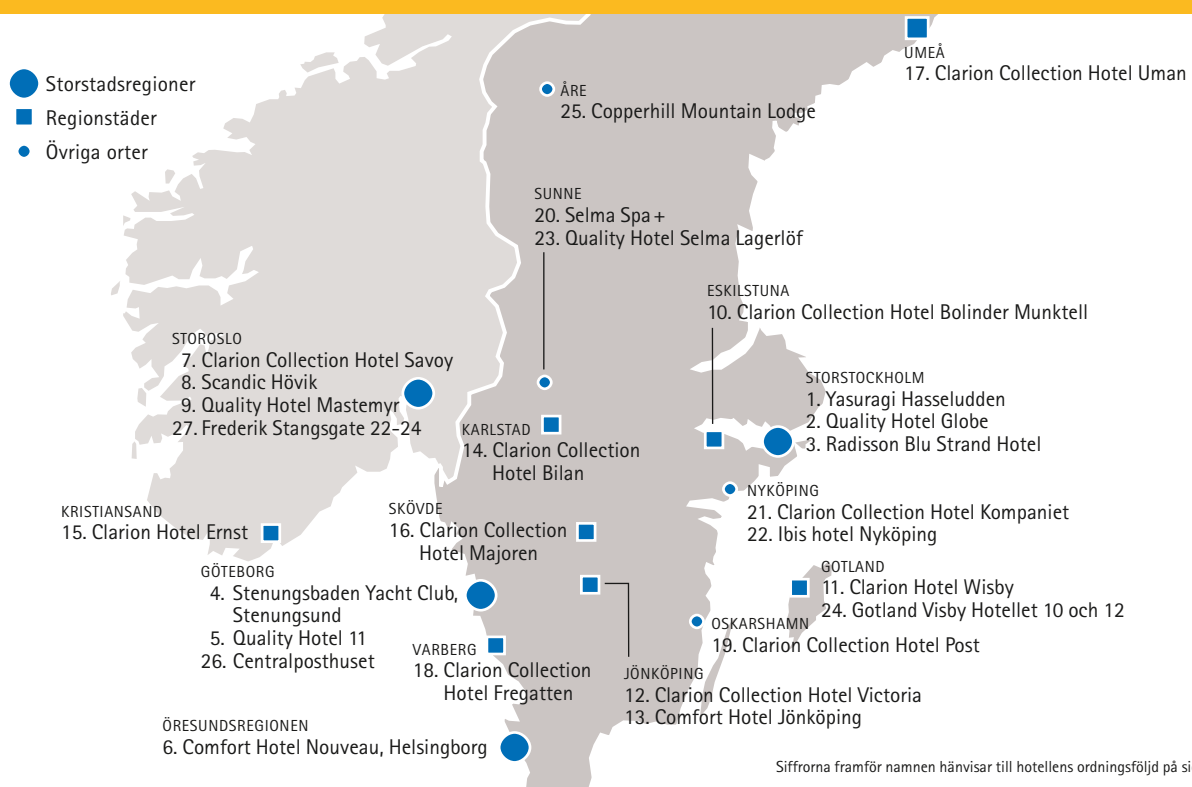 Storstadsregioner
Regionstäder
Övriga orter
UMEÅ
17. Clarion Collection Hotel Uman
ÅRE
25. Copperhill Mountain Lodge
SUNNE
20. Selma Spa+
23. Quality Hotel Selma Lagerlöf
ESKILSTUNA
10. Clarion Collection Hotel Bolinder Munktell
STOROSLO
7. Clarion Collection Hotel Savoy
8. Scandic Hövik
9. Quality Hotel Mastemyr
27. Frederik Stangsgate 22-24
STORSTOCKHOLM
1. Yasuragi Hasseludden
2. Quality Hotel Globe
3. Radisson Blu Strand Hotel
KARLSTAD
14. Clarion Collection
Hotel Bilan
NYKÖPING
21. Clarion Collection Hotel Kompaniet
22. Ibis hotel Nyköping
KRISTIANSAND
15. Clarion Hotel Ernst
SKÖVDE
16. Clarion Collection
Hotel Majoren
GOTLAND
11. Clarion Hotel Wisby
24. Gotland Visby Hotellet 10 och 12
GÖTEBORG
4. Stenungsbaden Yacht Club,
Stenungsund
5. Quality Hotel 11
26. Centralposthuset
OSKARSHAMN
19. Clarion Collection Hotel Post
VARBERG
18. Clarion Collection
Hotel Fregatten
JÖNKÖPING
12. Clarion Collection Hotel Victoria
13. Comfort Hotel Jönköping
ÖRESUNDSREGIONEN
6. Comfort Hotel Nouveau, Helsingborg
Siffrorna framför namnen hänvisar till hotellens ordningsföljd på